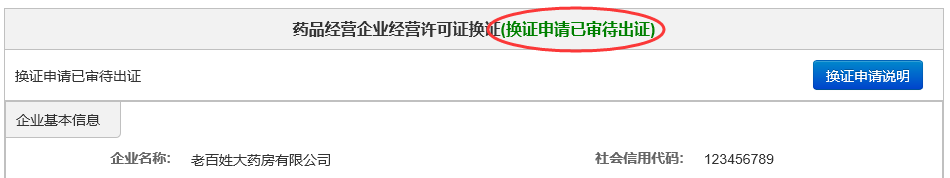 药品经营企业经营许可证换证(换证申请已审待出证)
换证申请已审待出证 换证申请说明
企业基本信息
企业名称: 老百姓大药房有限公司 社会信用代码: 123456789